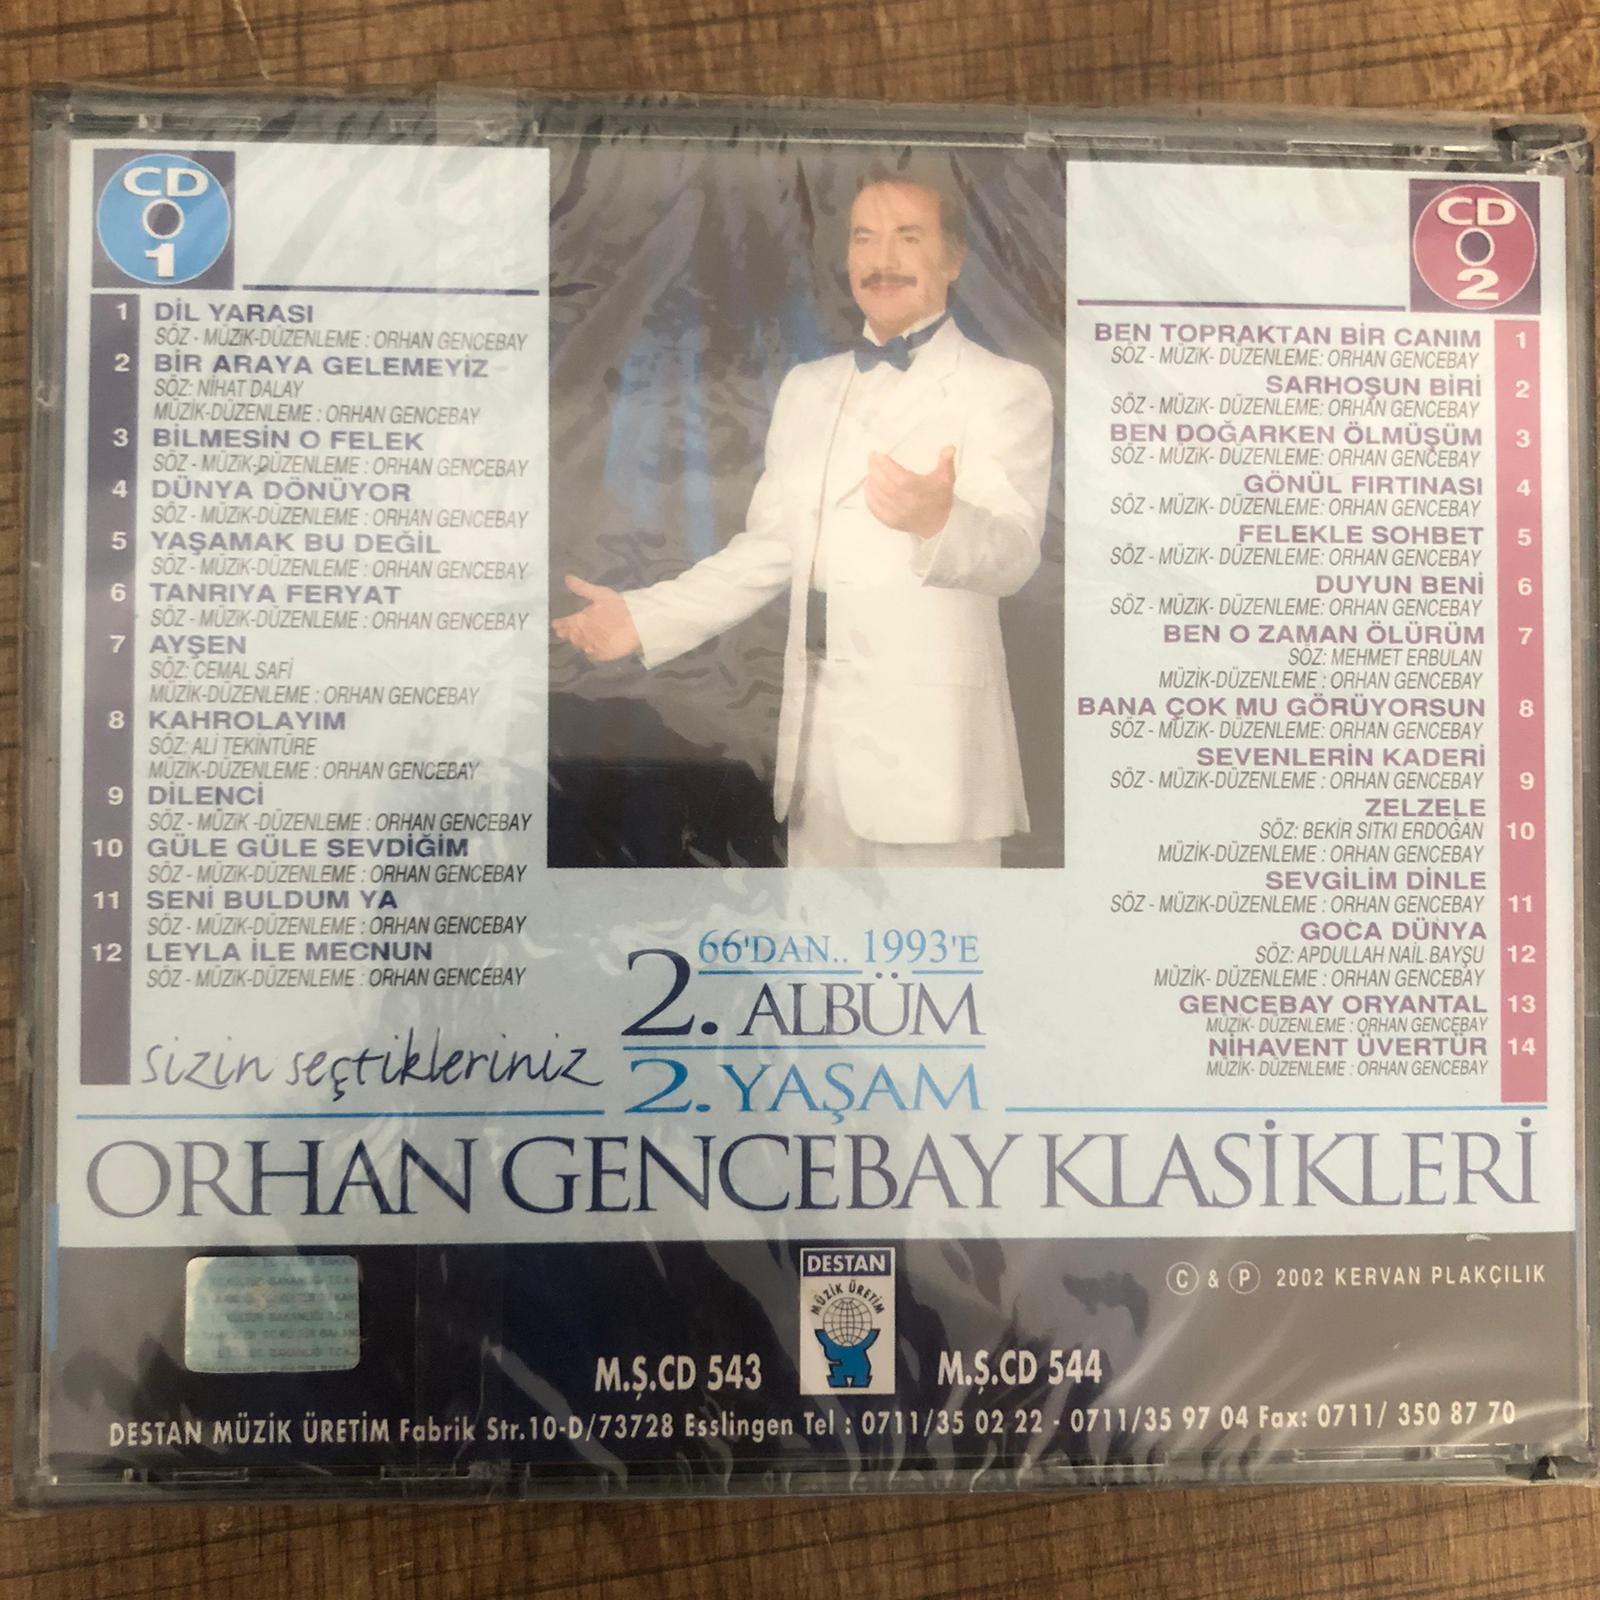 CD
1
1 DİL YARASI
SÖZ - MÜZİK-DÜZENLEME : ORHAN GENCEBAY
2 BİR ARAYA GELEMEYİZ
SÖZ: NİHAT DALAY
MÜZİK-DÜZENLEME : ORHAN GENCEBAY
3 BİLMESİN O FELEK
SÖZ - MÜZİK-DÜZENLEME : ORHAN GENCEBAY
4 DÜNYA DÖNÜYOR
SÖZ - MÜZİK-DÜZENLEME : ORHAN GENCEBAY
5 YAŞAMAK BU DEĞİL
SÖZ - MÜZİK-DÜZENLEME : ORHAN GENCEBAY
6 TANRIYA FERYAT
SÖZ - MÜZİK-DÜZENLEME : ORHAN GENCEBAY
7 AYŞEN
SÖZ: CEMAL SAFİ
MÜZİK-DÜZENLEME : ORHAN GENCEBAY
8 KAHROLAYIM
SÖZ: ALİ TEKİNTÜRE
MÜZİK-DÜZENLEME : ORHAN GENCEBAY
9 DİLENCİ
SÖZ - MÜZİK -DÜZENLEME : ORHAN GENCEBAY
10 GÜLE GÜLE SEVDİĞİM
SÖZ - MÜZİK-DÜZENLEME : ORHAN GENCEBAY
11 SENİ BULDUM YA
SÖZ - MÜZİK-DÜZENLEME : ORHAN GENCEBAY
12 LEYLA İLE MECNUN
SÖZ - MÜZİK-DÜZENLEME : ORHAN GENCEBAY
CD
2
BEN TOPRAKTAN BİR CANIM 1
SÖZ - MÜZİK- DÜZENLEME: ORHAN GENCEBAY
SARHOŞUN BİRİ 2
SÖZ - MÜZİK- DÜZENLEME: ORHAN GENCEBAY
BEN DOĞARKEN ÖLMÜŞÜM 3
SÖZ - MÜZİK- DÜZENLEME: ORHAN GENCEBAY
GÖNÜL FIRTINASI 4
SÖZ - MÜZİK- DÜZENLEME: ORHAN GENCEBAY
FELEKLE SOHBET 5
SÖZ - MÜZİK- DÜZENLEME: ORHAN GENCEBAY
DUYUN BENİ 6
SÖZ - MÜZİK- DÜZENLEME: ORHAN GENCEBAY
BEN O ZAMAN ÖLÜRÜM 7
SÖZ: MEHMET ERBULAN
MÜZİK-DÜZENLEME: ORHAN GENCEBAY
BANA ÇOK MU GÖRÜYORSUN 8
SÖZ - MÜZİK- DÜZENLEME: ORHAN GENCEBAY
SEVENLERİN KADERİ
SÖZ - MÜZİK-DÜZENLEME : ORHAN GENCEBAY 9
ZELZELE
SÖZ: BEKİR SITKI ERDOĞAN 10
MÜZİK-DÜZENLEME : ORHAN GENCEBAY
SEVGİLİM DİNLE
SÖZ - MÜZİK-DÜZENLEME : ORHAN GENCEBAY 11
GOCA DÜNYA
SÖZ: APDULLAH NAİL BAYŞU 12
MÜZİK- DÜZENLEME : ORHAN GENCEBAY
GENCEBAY ORYANTAL 13
MÜZİK- DÜZENLEME : ORHAN GENCEBAY
NİHAVENT ÜVERTÜR 14
MÜZİK- DÜZENLEME : ORHAN GENCEBAY
66'DAN.. 1993'E
2. ALBÜM
sizin seçtikleriniz
2. YAŞAM
ORHAN GENCEBAY KLASİKLERİ
DESTAN
MÜZİK ÜRETİM
C & P 2002 KERVAN PLAKÇILIK
M.Ş.CD 543
M.Ş.CD 544
DESTAN MÜZİK ÜRETİM Fabrik Str.10-D/73728 Esslingen Tel : 0711/35 02 22 - 0711/35 97 04 Fax: 0711/ 350 87 70